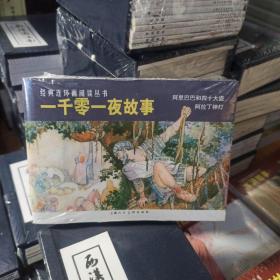 经典连环画阅读丛书
一千零一夜故事
阿里巴巴和四十大盗
阿拉丁神灯
上海人民美术出版社